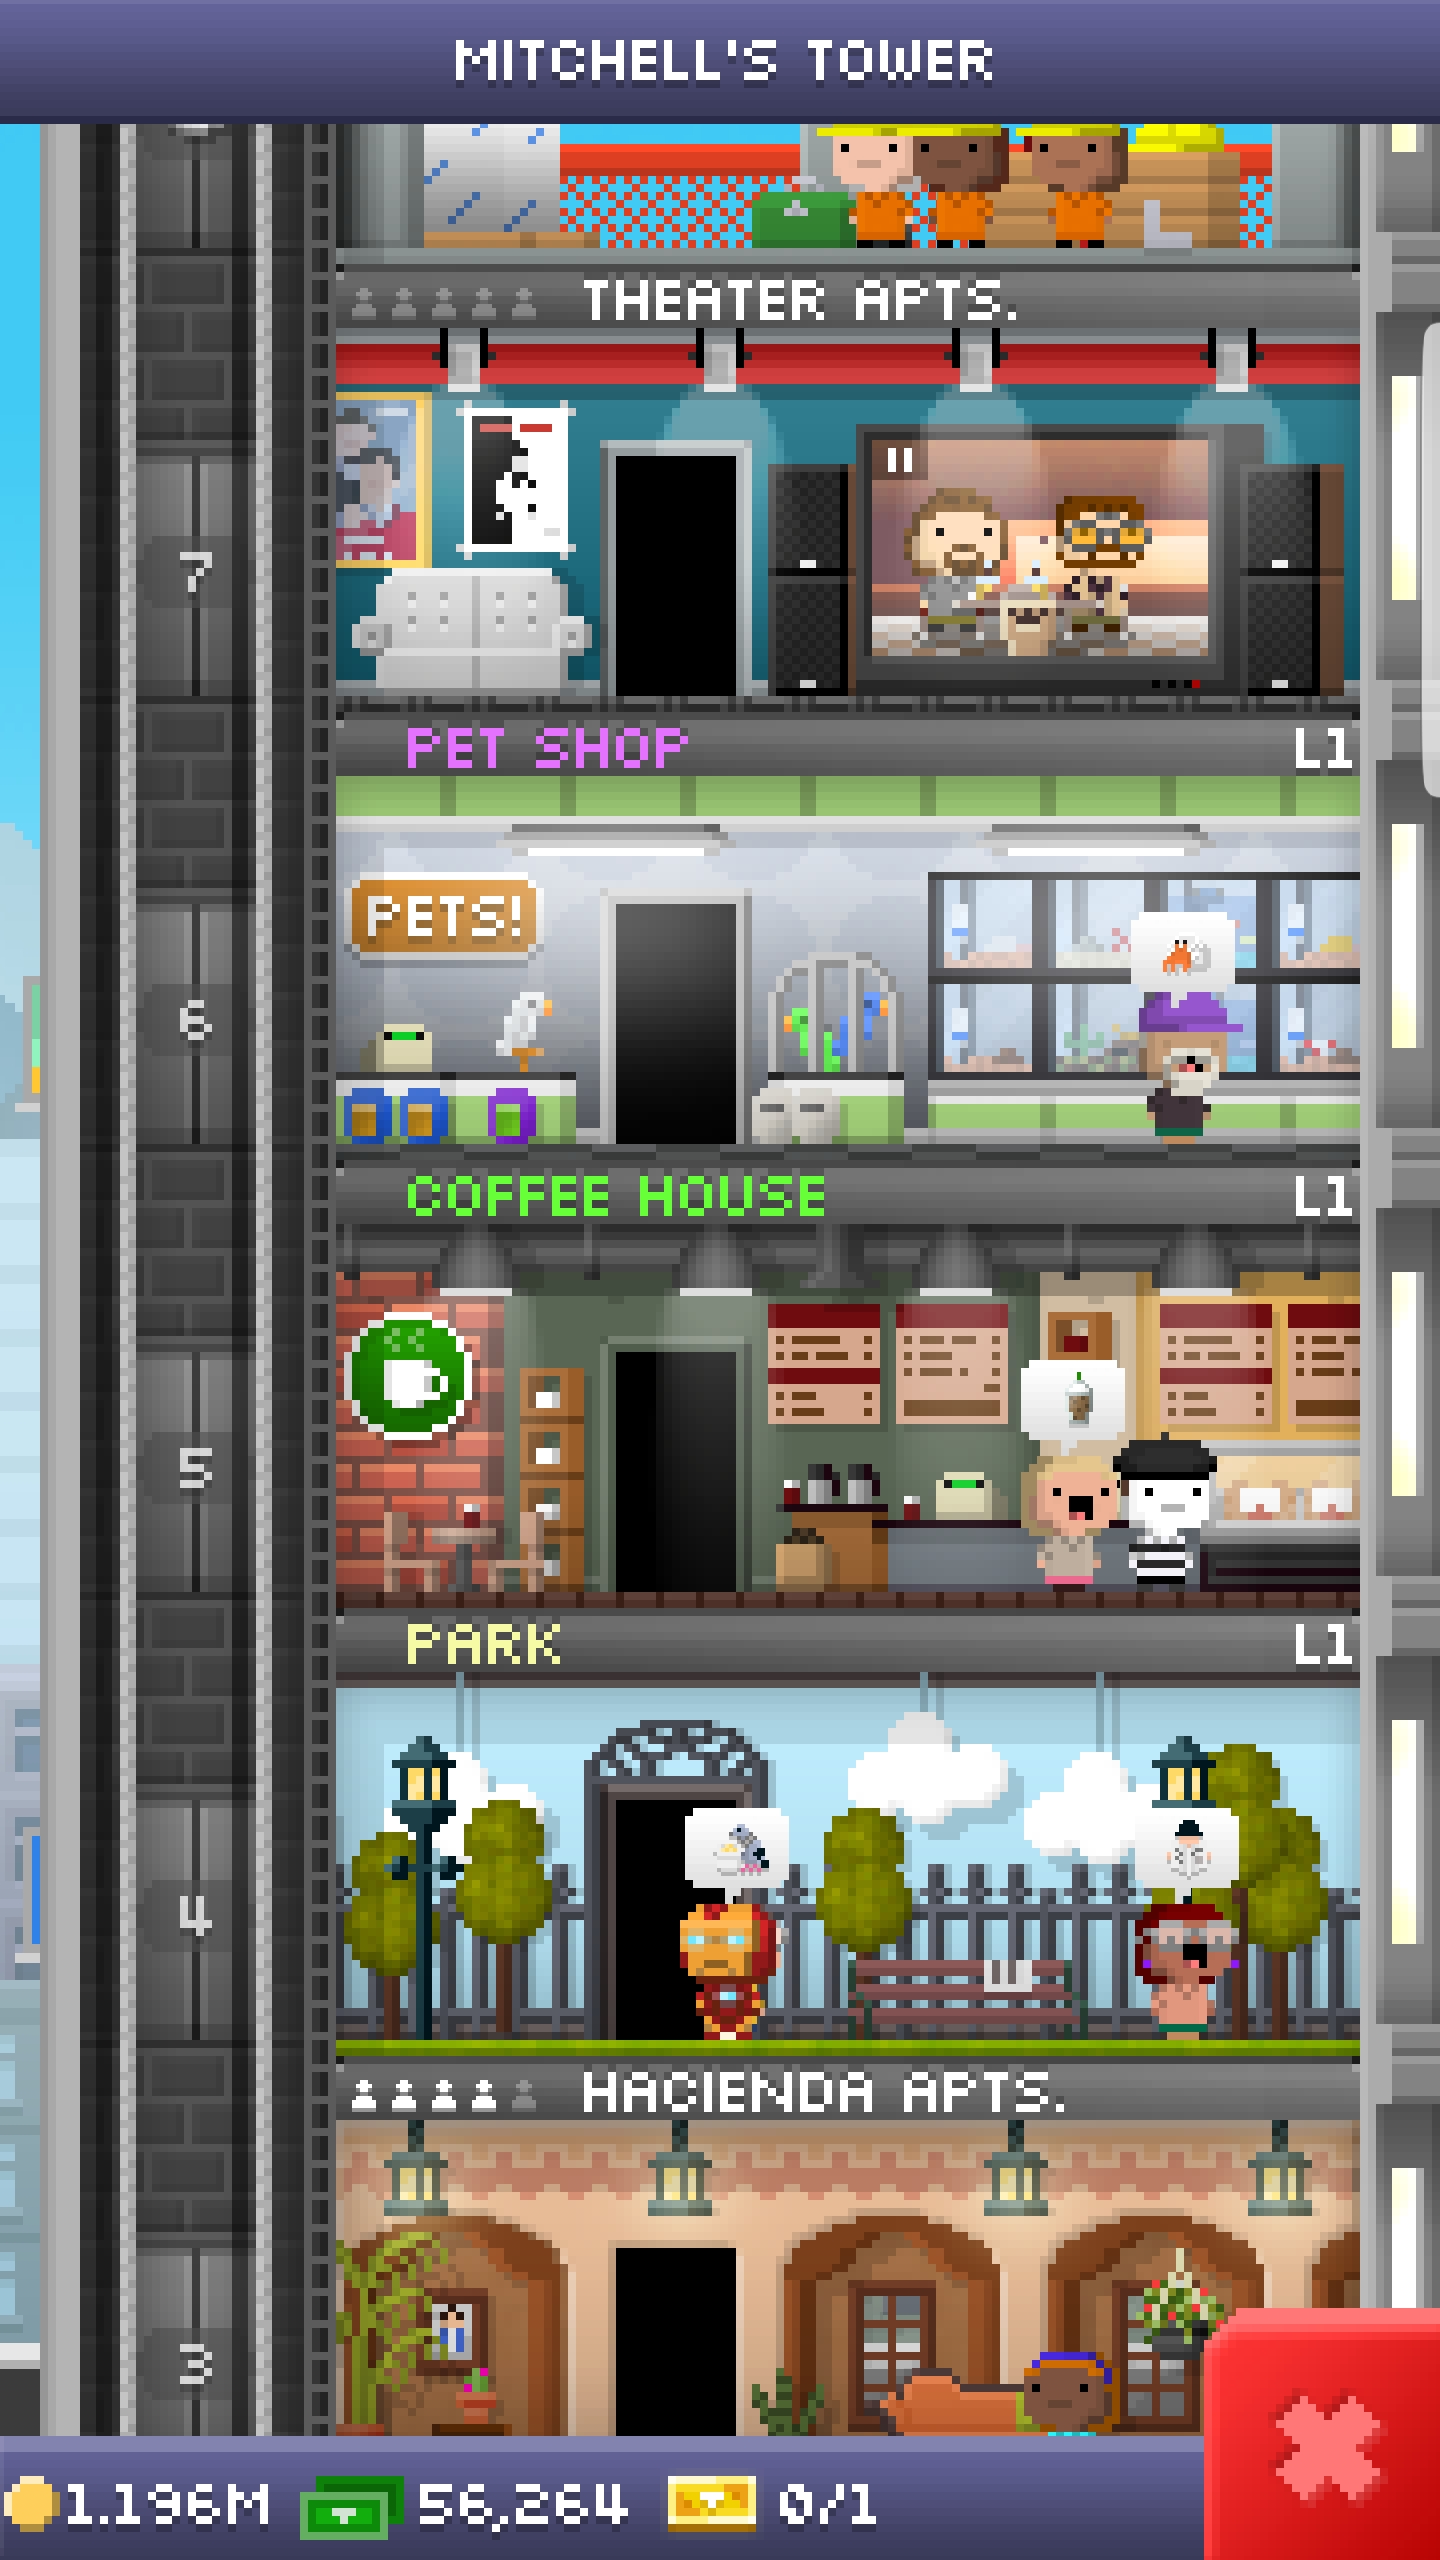 MITCHELL'S TOWER
THEATER APTS.
7
PET SHOP L1
PETS!
6
COFFEE HOUSE L1
5
PARK L1
4
HACIENDA APTS.
3
1.196M 56,264 0/1